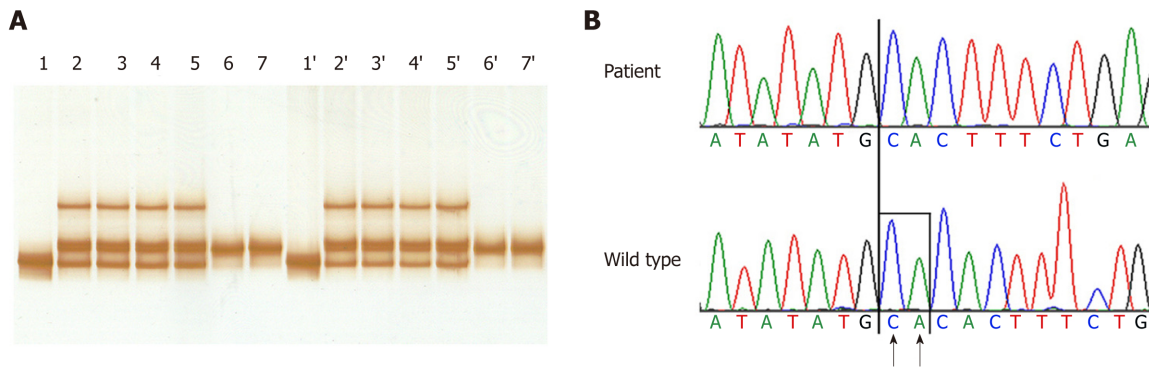 A
1 2 3 4 5 6 7 1' 2' 3' 4' 5' 6' 7'
B
Patient
A T A T A T G C A C T T T C T G A
Wild type
A T A T A T G C A C A C T T T C T G